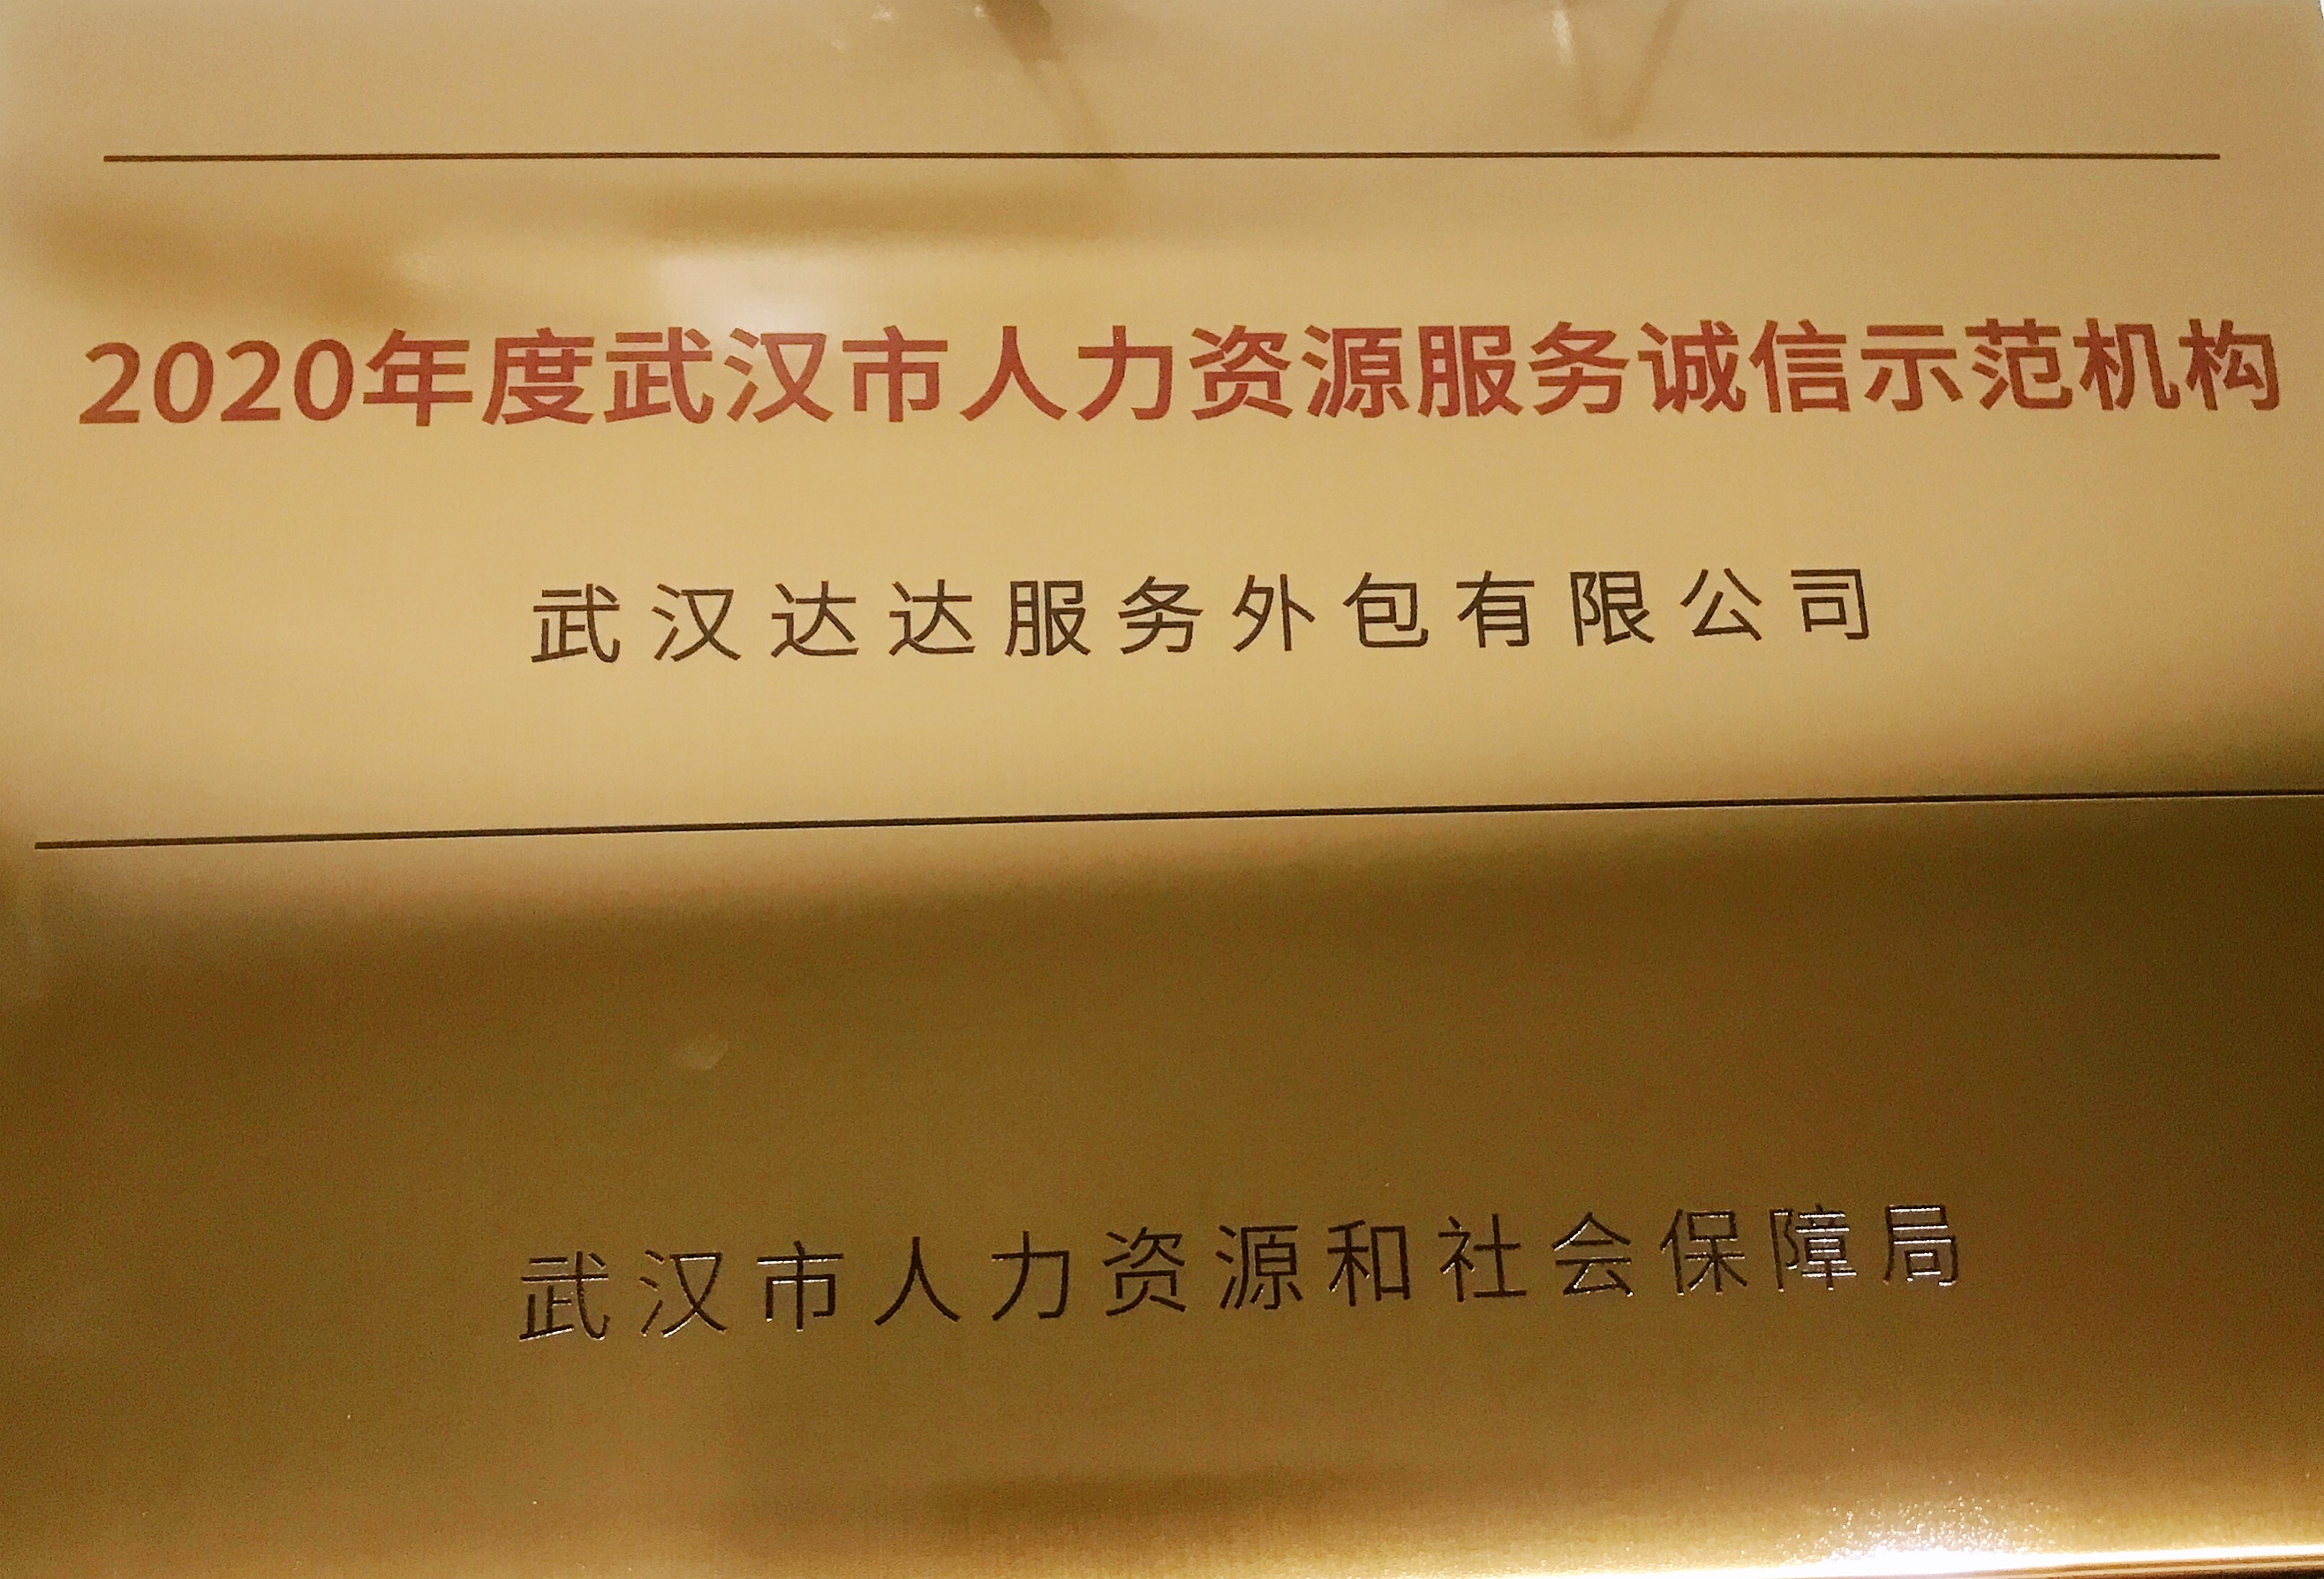 2020年度武汉市人力资源服务诚信示范机构
武汉达达服务外包有限公司
武汉市人力资源和社会保障局